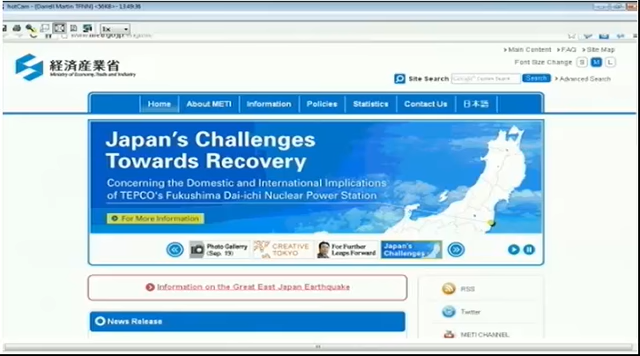 Main Content FAQ Site Map
Font Size Change S M L
経済産業省
Ministry of Economy, Trade and Industry
Site Search Search Advanced Search
Home About METI Information Policies Statistics Contact Us 日本語
Japan's Challenges
Towards Recovery
Concerning the Domestic and International Implications
of TEPCO's Fukushima Dai-ichi Nuclear Power Station
For More Information
Photo Gallery
(Sep. 19)
CREATIVE
TOKYO
For Further
Leaps Forward
Japan's
Challenges
Information on the Great East Japan Earthquake
RSS
News Release
Twitter
METI CHANNEL